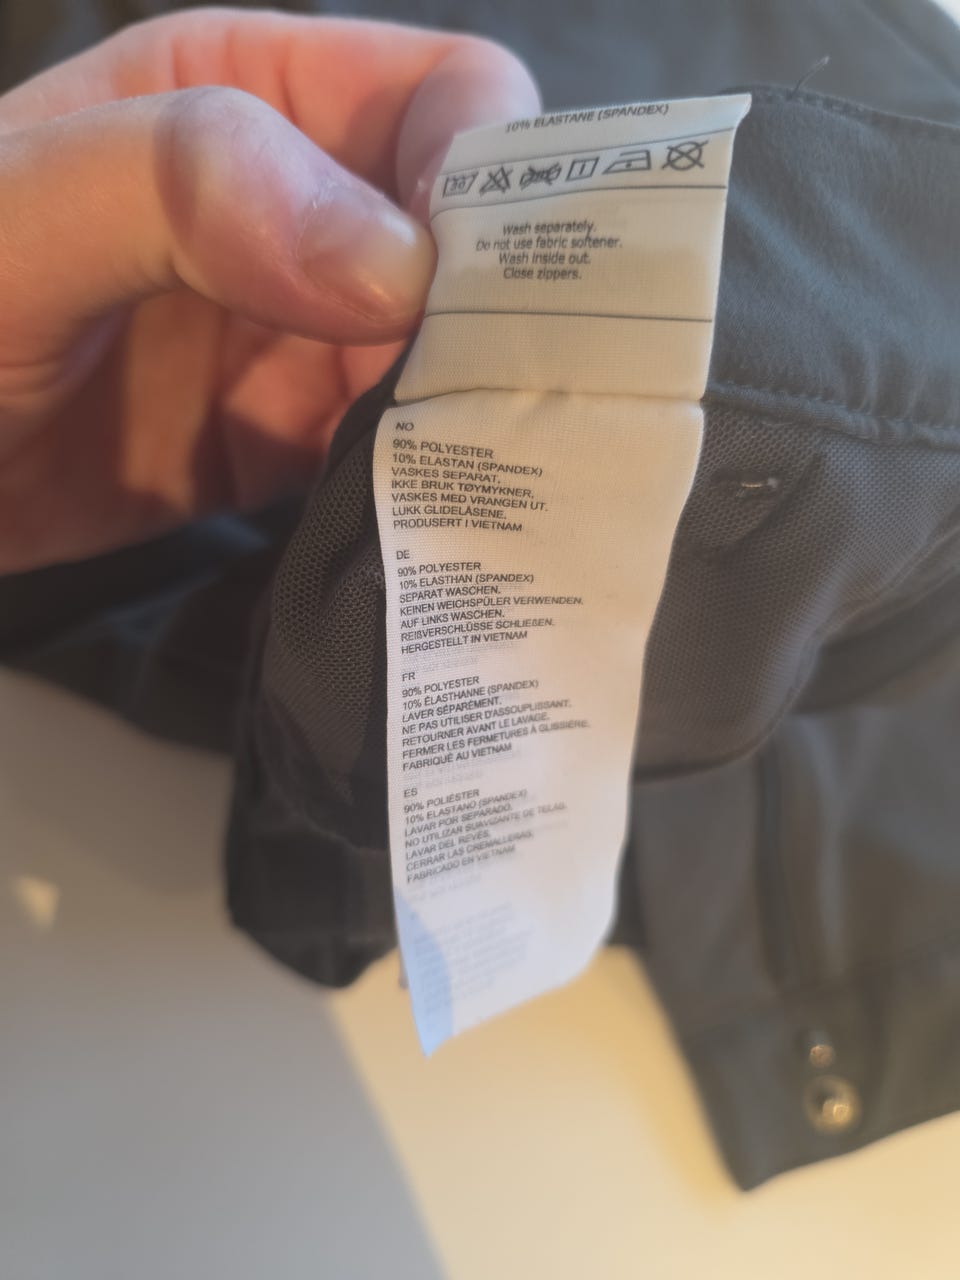 10% ELASTANE (SPANDEX)
30
Wash separately.
Do not use fabric softener.
Wash inside out.
Close zippers.
NO
90% POLYESTER
10% ELASTAN (SPANDEX)
VASKES SEPARAT.
IKKE BRUK TØYMYKNER.
VASKES MED VRANGEN UT.
LUKK GLIDELÅSENE.
PRODUSERT I VIETNAM
DE
90% POLYESTER
10% ELASTHAN (SPANDEX)
SEPARAT WASCHEN.
KEINEN WEICHSPÜLER VERWENDEN.
AUF LINKS WASCHEN.
REIßVERSCHLÜSSE SCHLIEßEN.
HERGESTELLT IN VIETNAM
FR
90% POLYESTER
10% ÉLASTHANNE (SPANDEX)
LAVER SÉPARÉMENT.
NE PAS UTILISER D'ASSOUPLISSANT.
RETOURNER AVANT LE LAVAGE.
FERMER LES FERMETURES À GLISSIÈRE.
FABRIQUÉ AU VIETNAM
ES
90% POLIÉSTER
10% ELASTANO (SPANDEX)
LAVAR POR SEPARADO.
NO UTILIZAR SUAVIZANTE DE TELAS.
LAVAR DEL REVÉS.
CERRAR LAS CREMALLERAS.
FABRICADO EN VIETNAM